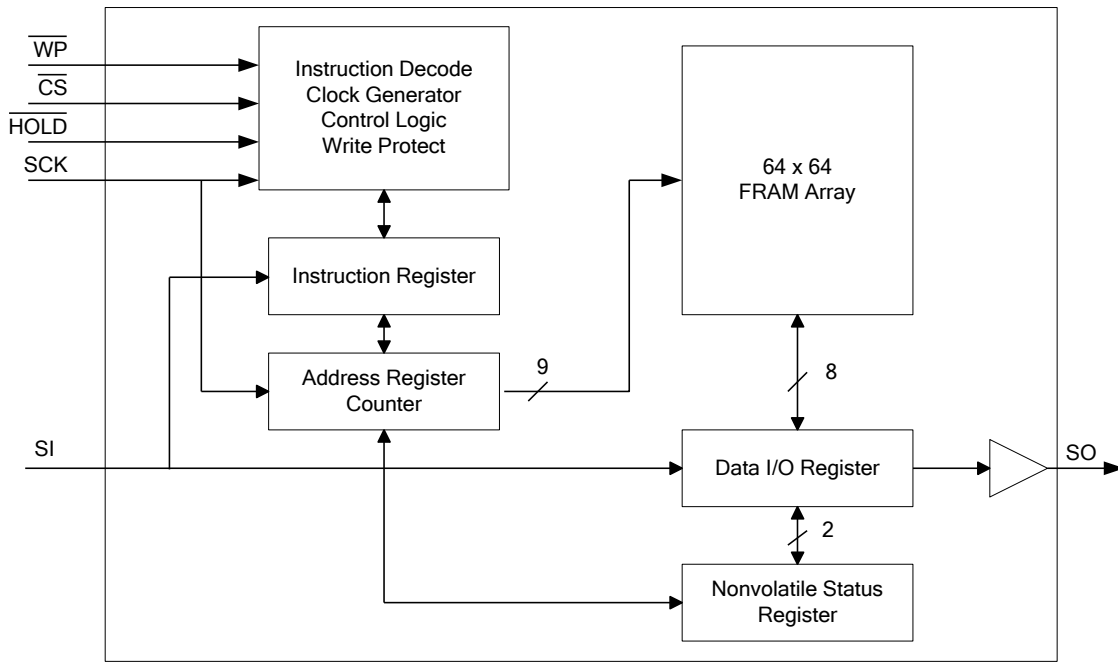 WP
CS
HOLD
SCK
Instruction Decode
Clock Generator
Control Logic
Write Protect
64 x 64
FRAM Array
Instruction Register
Address Register
Counter
9
8
SI
Data I/O Register
SO
2
Nonvolatile Status
Register